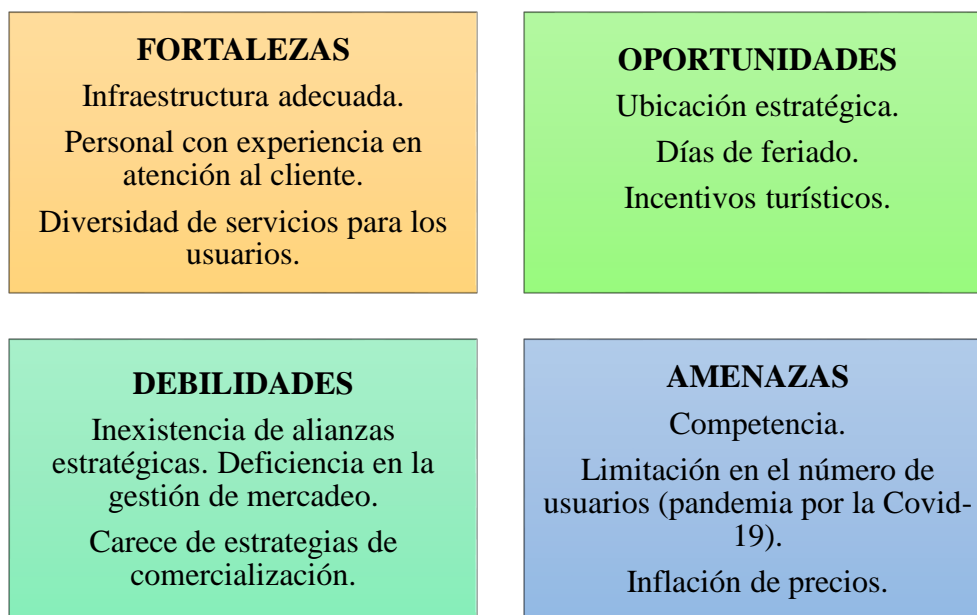 FORTALEZAS
Infraestructura adecuada.
Personal con experiencia en
atención al cliente.
Diversidad de servicios para los
usuarios.
OPORTUNIDADES
Ubicación estratégica.
Días de feriado.
Incentivos turísticos.
DEBILIDADES
Inexistencia de alianzas
estratégicas. Deficiencia en la
gestión de mercadeo.
Carece de estrategias de
comercialización.
AMENAZAS
Competencia.
Limitación en el número de
usuarios (pandemia por la Covid-
19).
Inflación de precios.